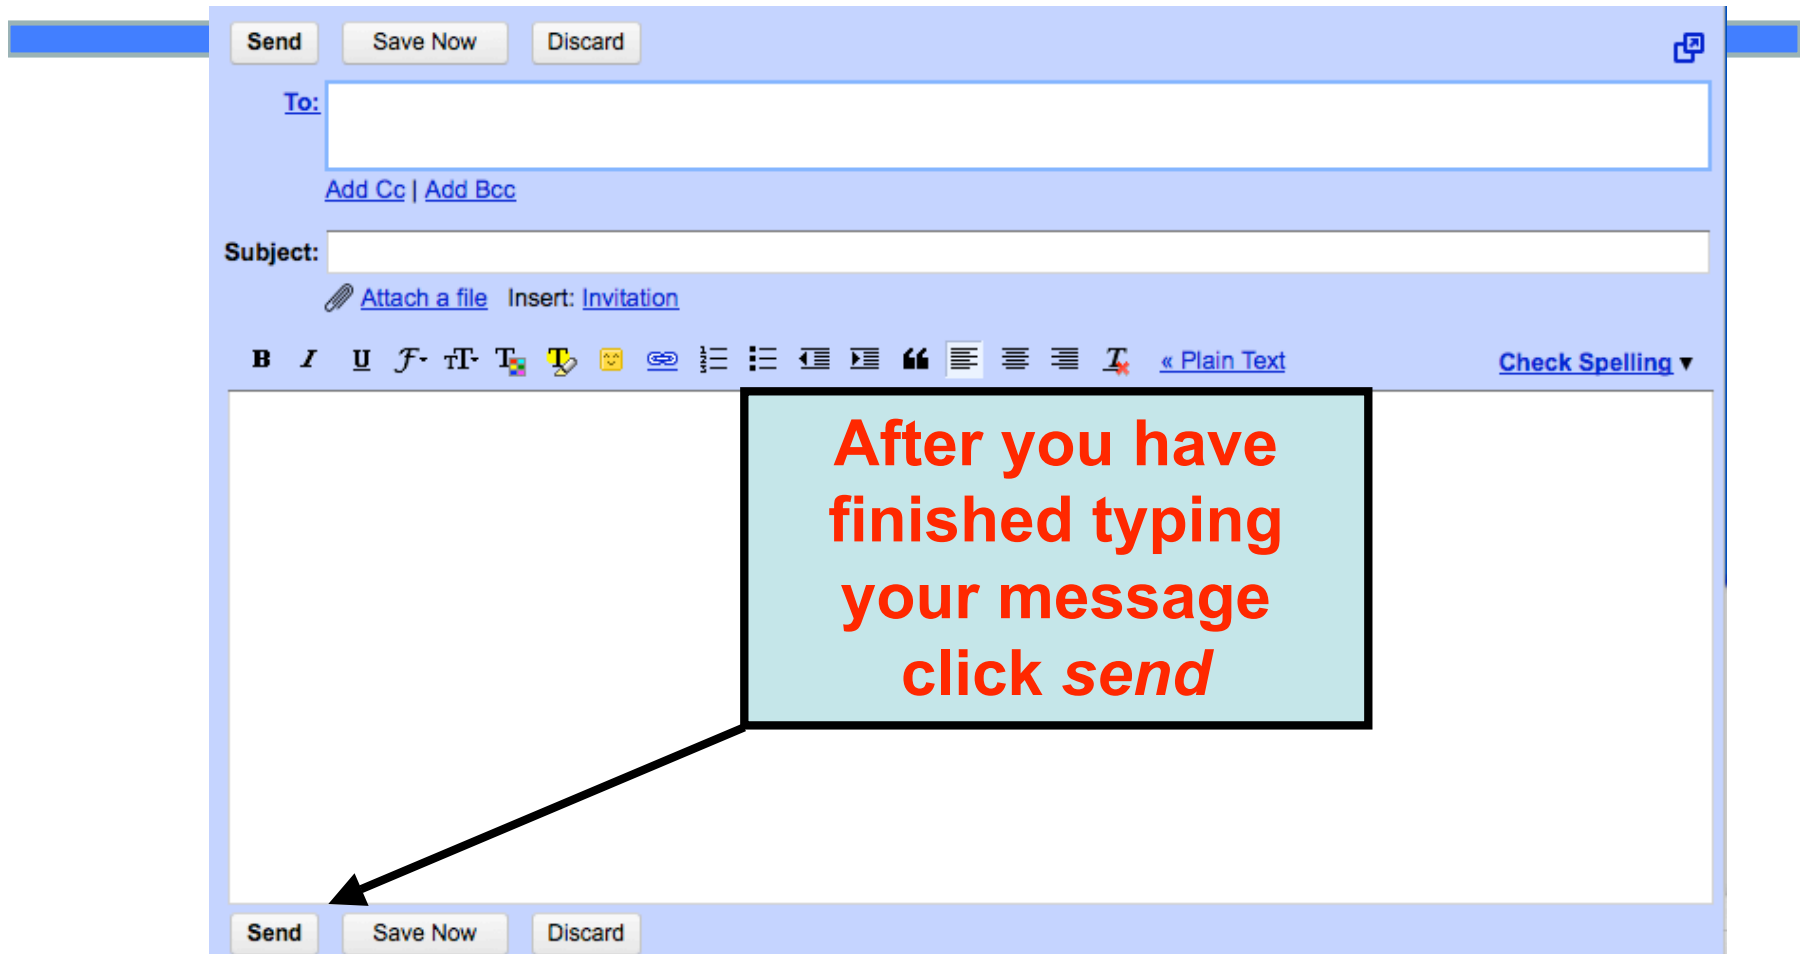 Send Save Now Discard
To:
Add Cc | Add Bcc
Subject:
Attach a file Insert: Invitation
B I U F TT T T « Plain Text Check Spelling ▼
After you have
finished typing
your message
click send
Send Save Now Discard